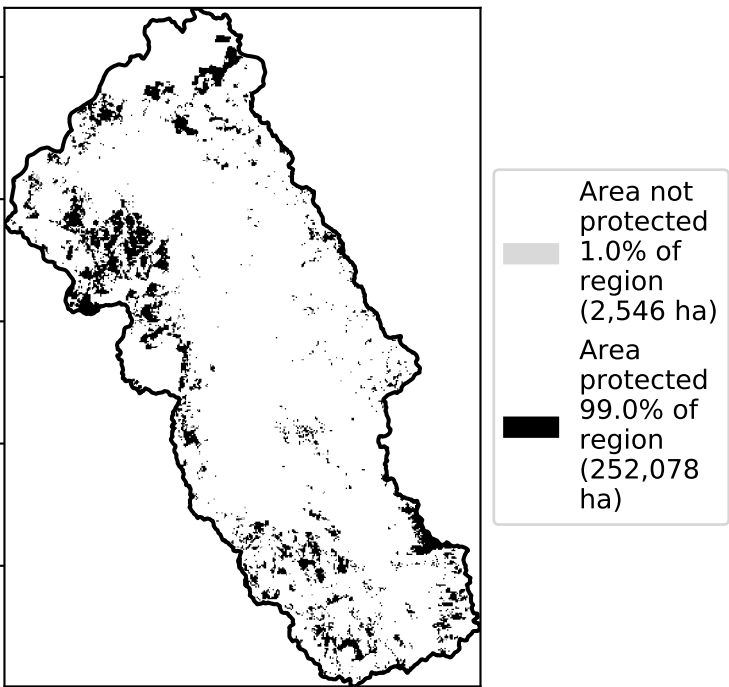 Area not
protected
1.0% of
region
(2,546 ha)
Area
protected
99.0% of
region
(252,078
ha)